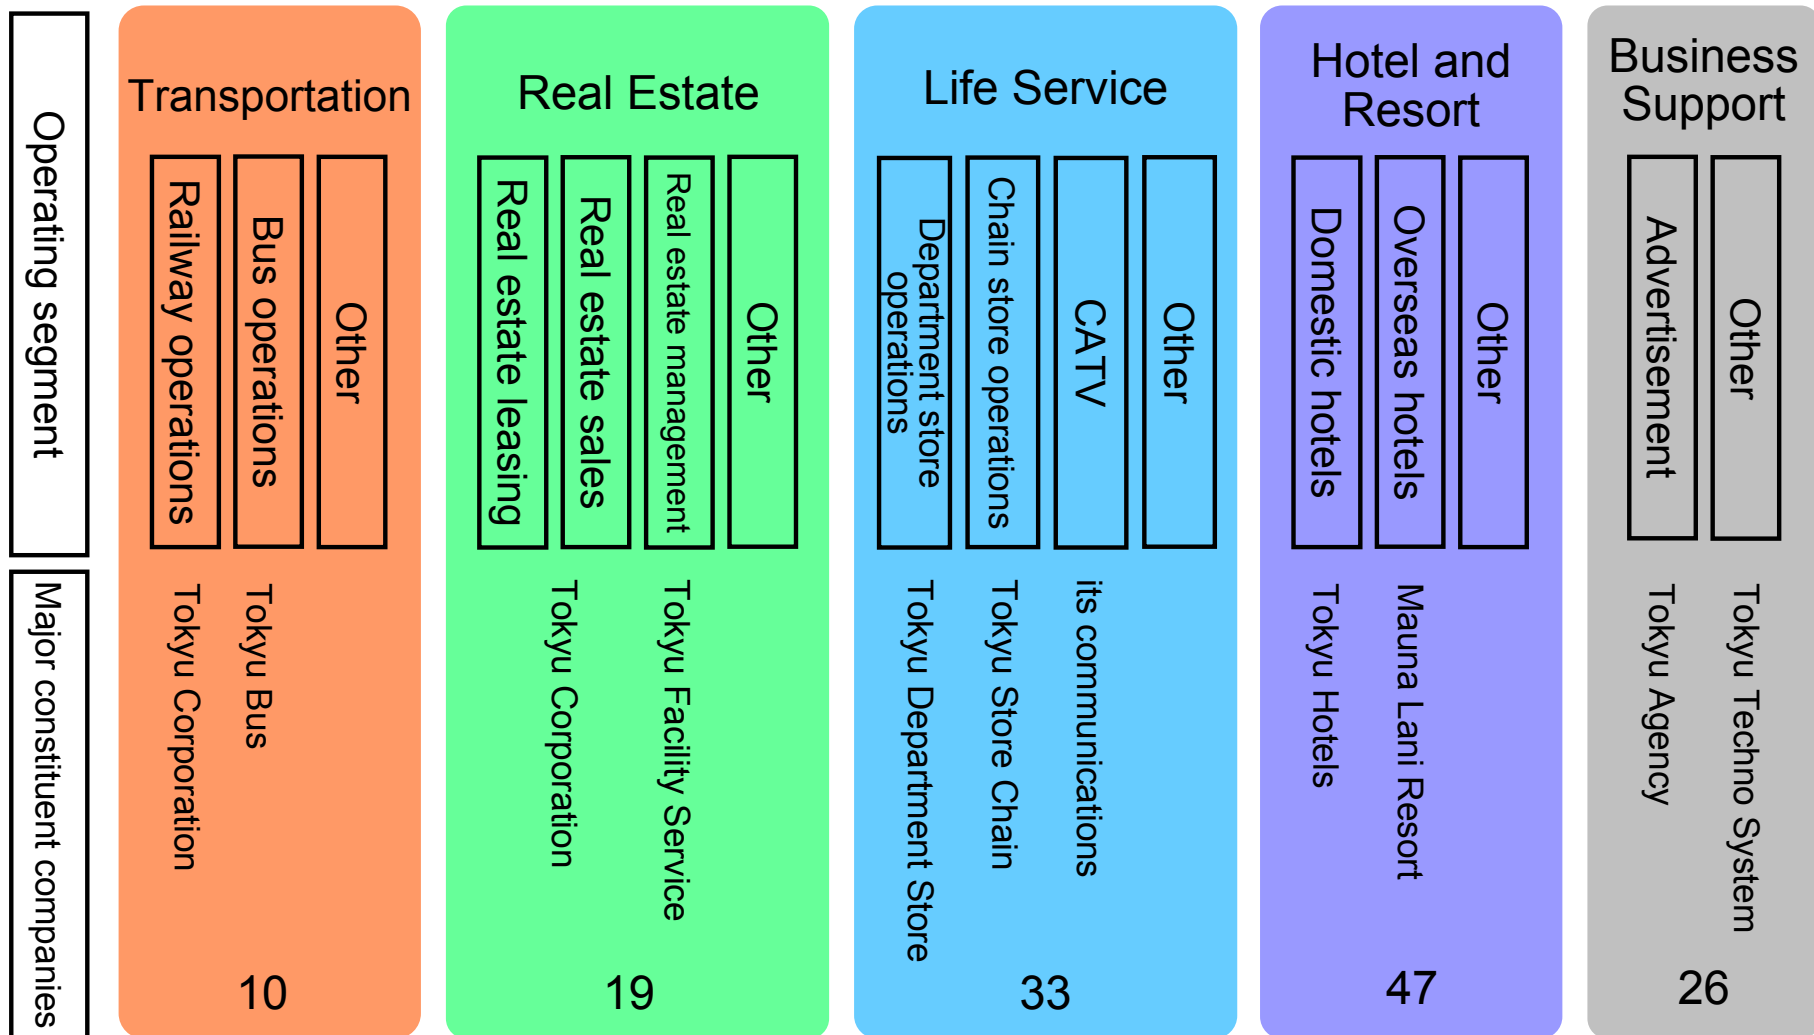 Operating segment
Major constituent companies
Transportation
Railway operations
Bus operations
Other
Tokyu Corporation
Tokyu Bus
10
Real Estate
Real estate leasing
Real estate sales
Real estate management
Other
Tokyu Corporation
Tokyu Facility Service
19
Life Service
Department store
operations
Chain store operations
CATV
Other
Tokyu Department Store
Tokyu Store Chain
its communications
33
Hotel and
Resort
Domestic hotels
Overseas hotels
Other
Tokyu Hotels
Mauna Lani Resort
47
Business
Support
Advertisement
Other
Tokyu Agency
Tokyu Techno System
26